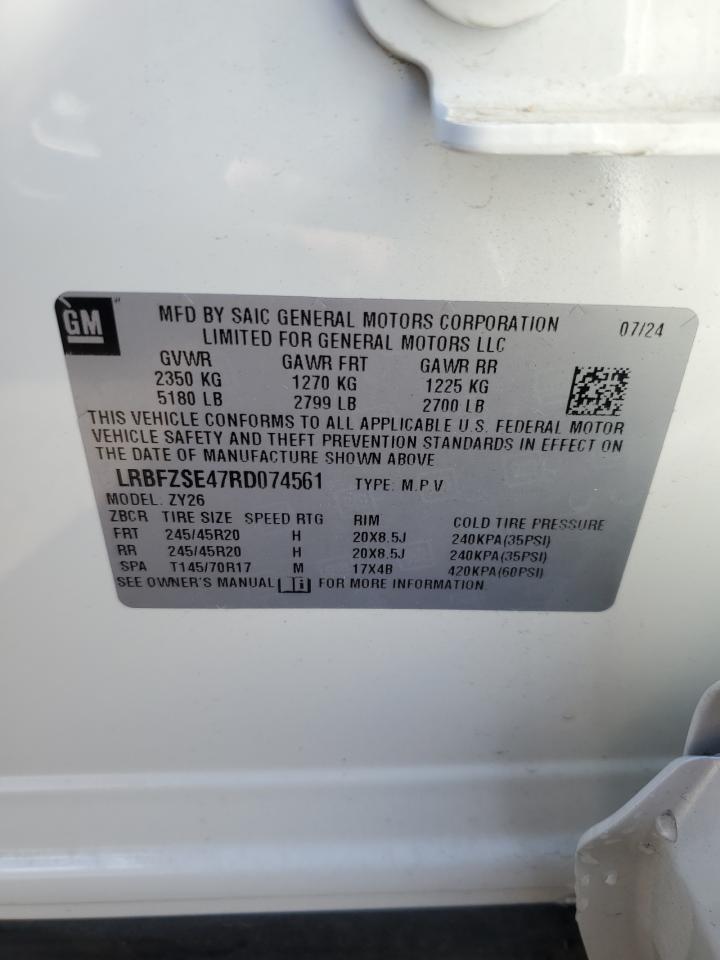 GM
MFD BY SAIC GENERAL MOTORS CORPORATION 07/24
LIMITED FOR GENERAL MOTORS LLC
GVWR GAWR FRT GAWR RR
2350 KG 1270 KG 1225 KG
5180 LB 2799 LB 2700 LB
THIS VEHICLE CONFORMS TO ALL APPLICABLE U.S. FEDERAL MOTOR
VEHICLE SAFETY AND THEFT PREVENTION STANDARDS IN EFFECT ON
THE DATE OF MANUFACTURE SHOWN ABOVE
LRBFZSE47RD074561 TYPE: M.P.V
MODEL: ZY26
ZBCR TIRE SIZE SPEED RTG RIM COLD TIRE PRESSURE
FRT 245/45R20 H 20X8.5J 240KPA(35PSI)
RR 245/45R20 H 20X8.5J 240KPA(35PSI)
SPA T145/70R17 M 17X4B 420KPA(60PSI)
SEE OWNER'S MANUAL i FOR MORE INFORMATION.